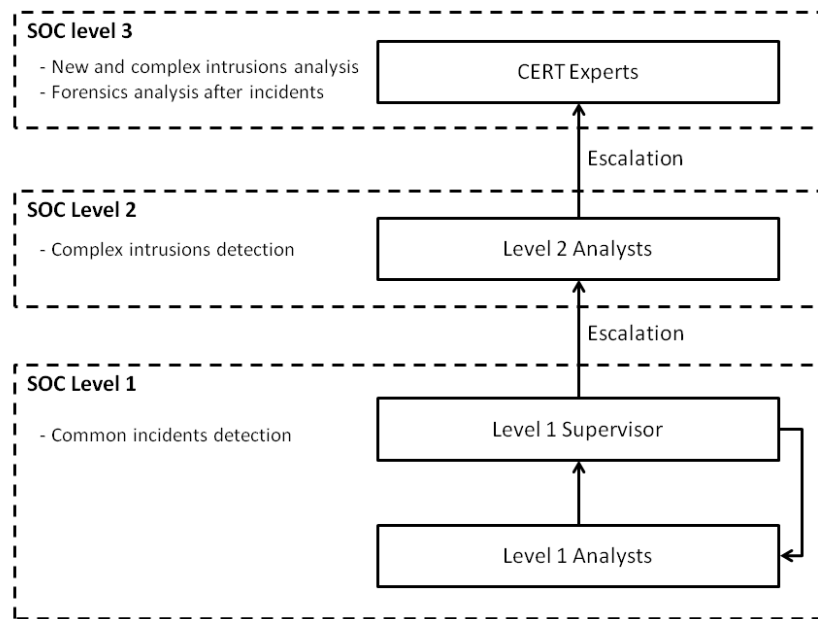 SOC level 3
- New and complex intrusions analysis
- Forensics analysis after incidents
CERT Experts
Escalation
SOC Level 2
- Complex intrusions detection
Level 2 Analysts
Escalation
SOC Level 1
- Common incidents detection
Level 1 Supervisor
Level 1 Analysts